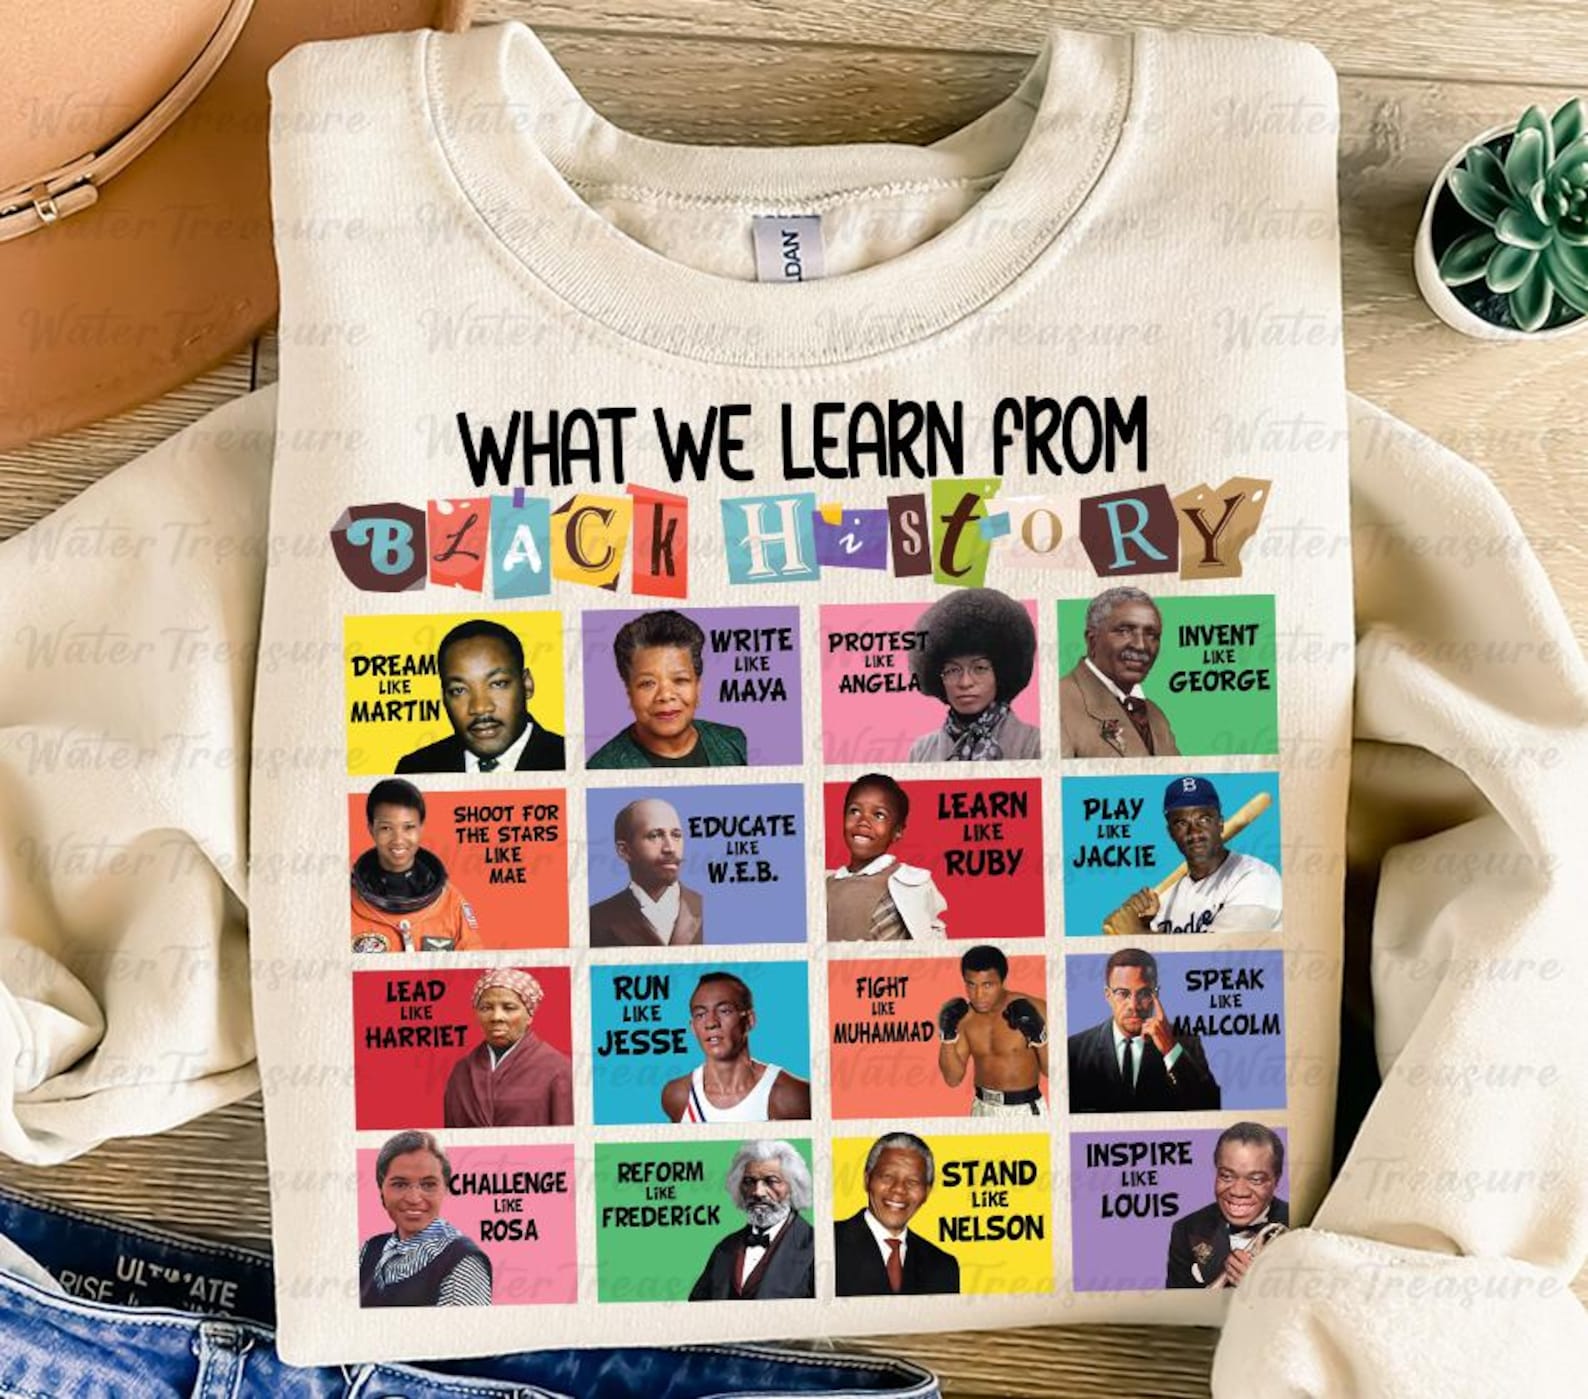 WHAT WE LEARN FROM
BLACK HiStORY
DREAM
LIKE
MARTIN
WRITE
LIKE
MAYA
PROTEST
LIKE
ANGELA
INVENT
LIKE
GEORGE
SHOOT FOR
THE STARS
LIKE
MAE
EDUCATE
LIKE
W.E.B.
LEARN
LIKE
RUBY
PLAY
LIKE
JACKIE
B
LEAD
LIKE
HARRIET
RUN
LIKE
JESSE
FIGHT
LIKE
MUHAMMAD
SPEAK
LIKE
MALCOLM
CHALLENGE
LIKE
ROSA
REFORM
LIKE
FREDERICK
STAND
LIKE
NELSON
INSPIRE
LIKE
LOUIS
DAN
RISE
Water Treasure